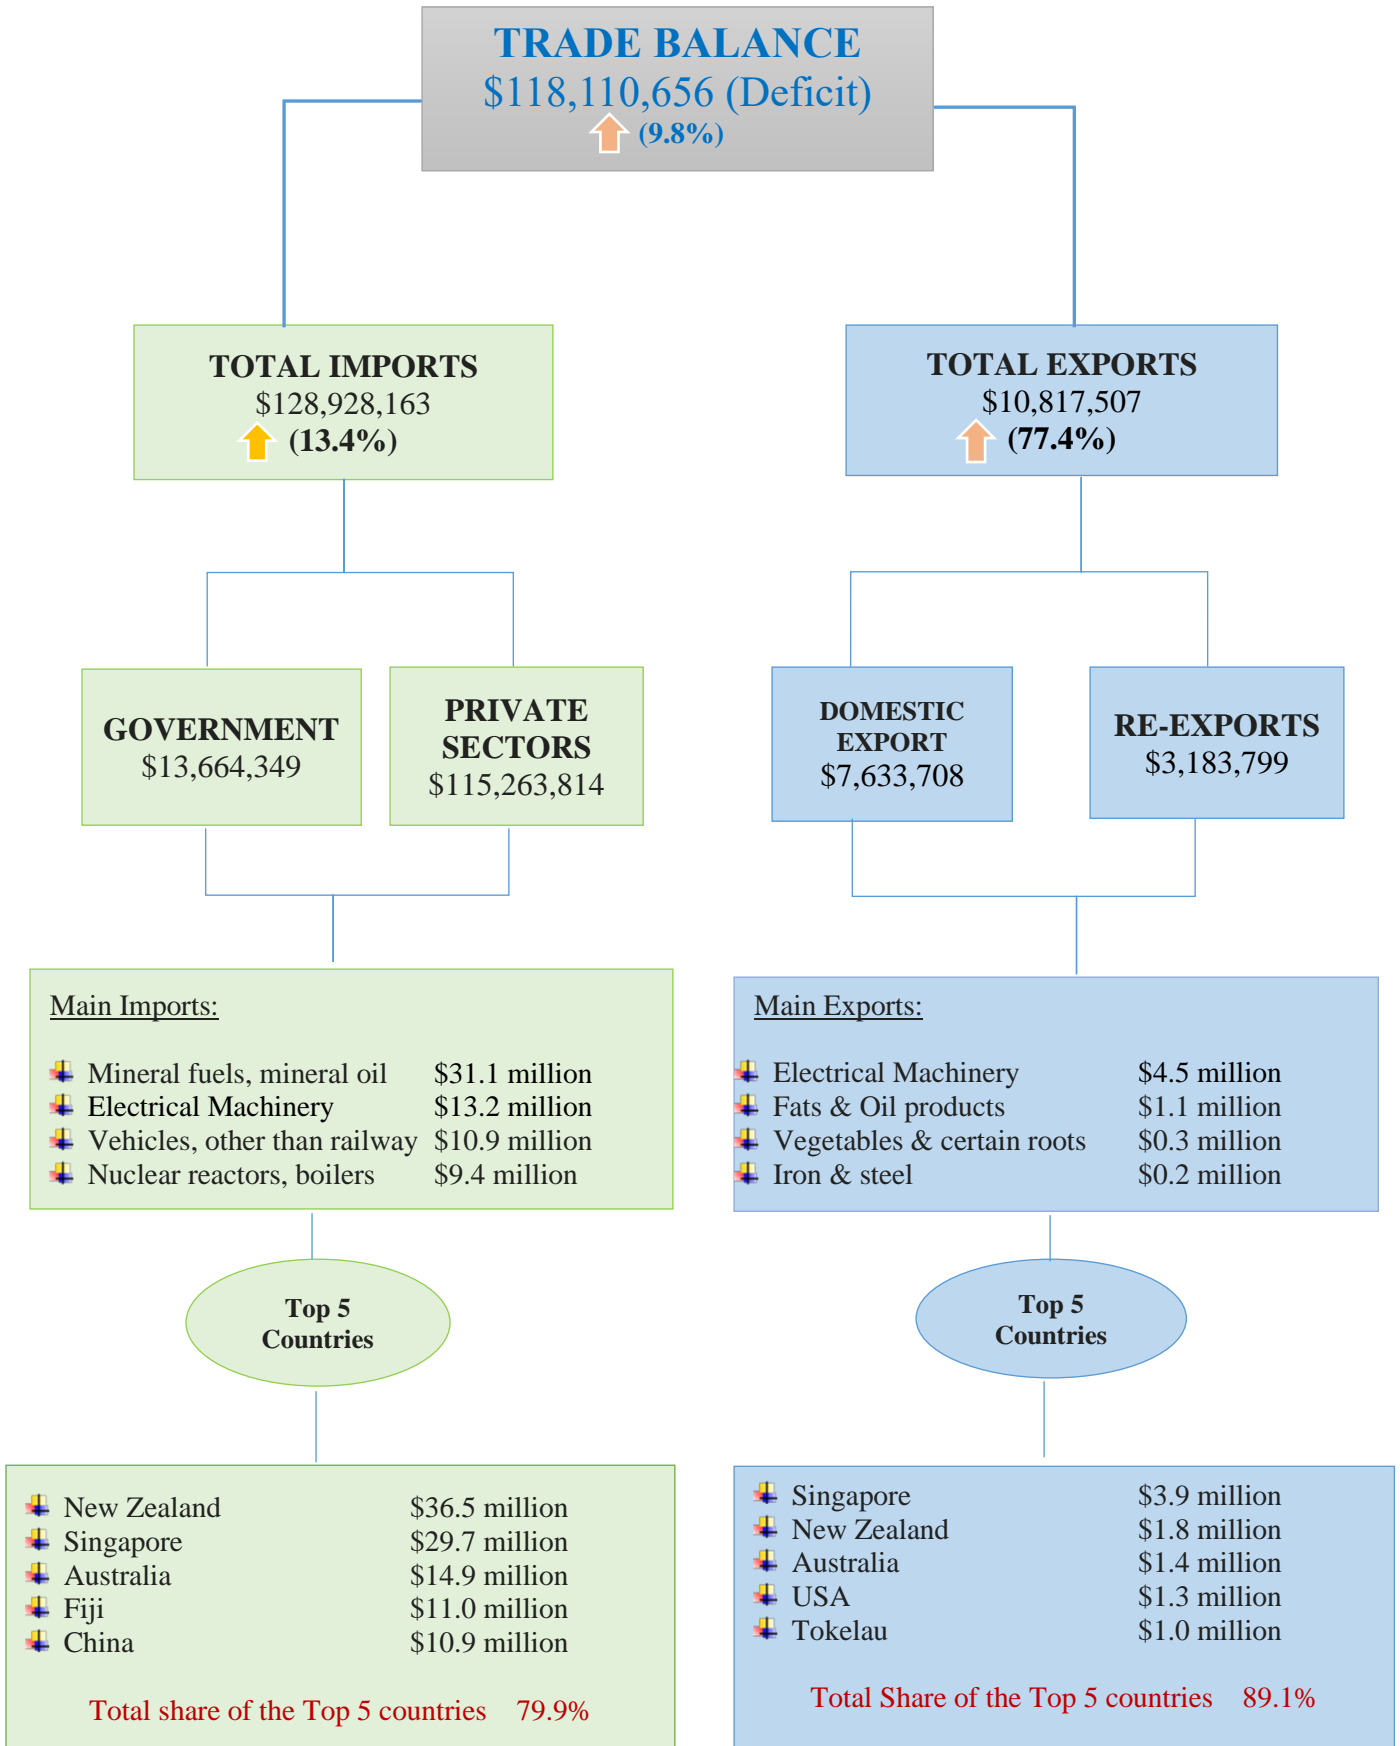 TRADE BALANCE
$118,110,656 (Deficit)
(9.8%)
TOTAL IMPORTS
$128,928,163
(13.4%)
TOTAL EXPORTS
$10,817,507
(77.4%)
GOVERNMENT
$13,664,349
PRIVATE
SECTORS
$115,263,814
DOMESTIC
EXPORT
$7,633,708
RE-EXPORTS
$3,183,799
Main Imports:
Mineral fuels, mineral oil $31.1 million
Electrical Machinery $13.2 million
Vehicles, other than railway $10.9 million
Nuclear reactors, boilers $9.4 million
Main Exports:
Electrical Machinery $4.5 million
Fats & Oil products $1.1 million
Vegetables & certain roots $0.3 million
Iron & steel $0.2 million
Top 5
Countries
Top 5
Countries
New Zealand $36.5 million
Singapore $29.7 million
Australia $14.9 million
Fiji $11.0 million
China $10.9 million
Total share of the Top 5 countries 79.9%
Singapore $3.9 million
New Zealand $1.8 million
Australia $1.4 million
USA $1.3 million
Tokelau $1.0 million
Total Share of the Top 5 countries 89.1%